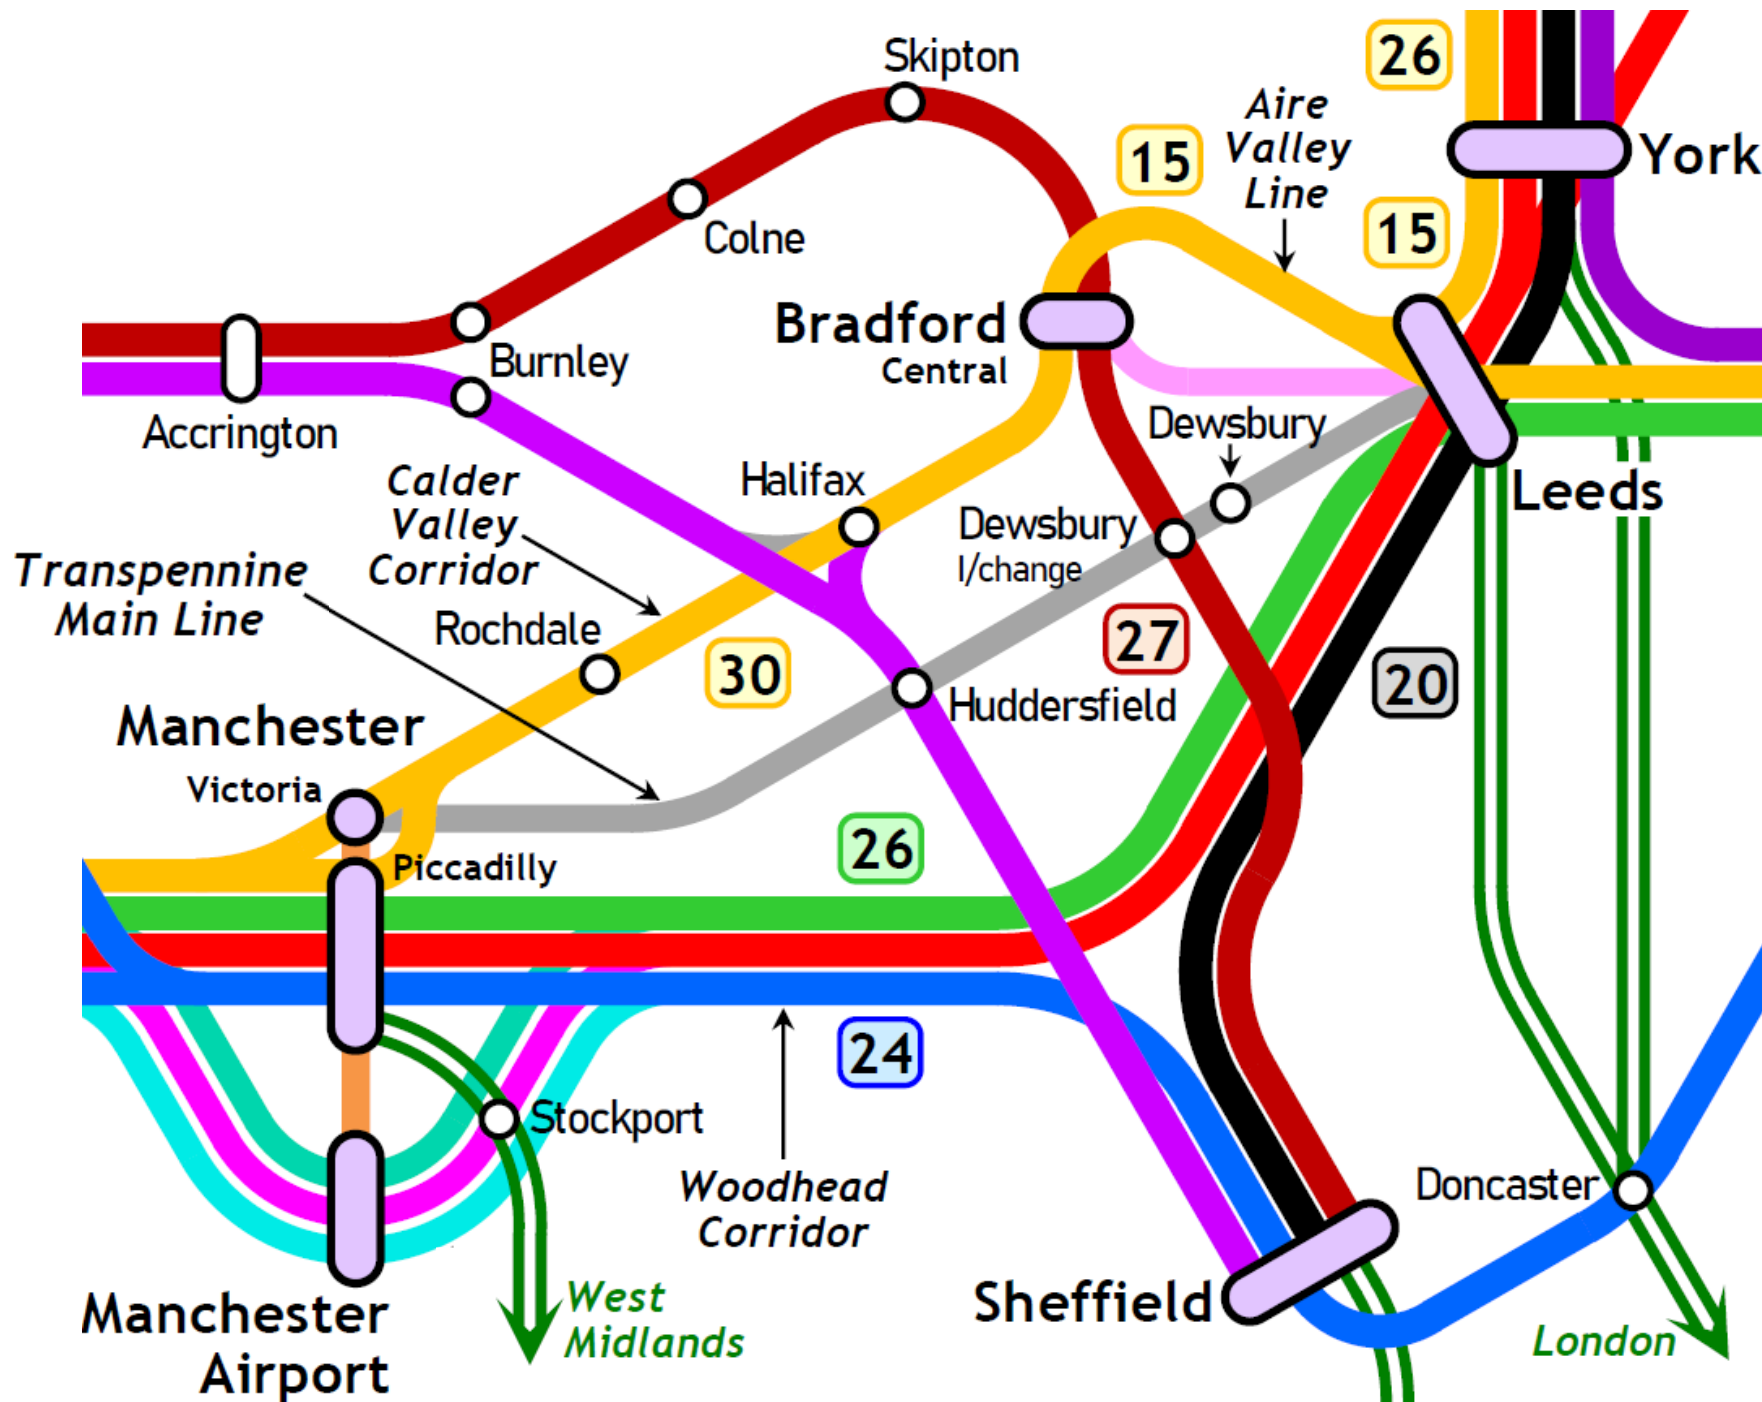 Skipton
26
Aire
Valley
Line
15
York
Colne
15
Bradford
Central
Burnley
Accrington
Dewsbury
Calder
Valley
Corridor
Halifax
Leeds
Dewsbury
I/change
Transpennine
Main Line
Rochdale
27
30
20
Huddersfield
Manchester
Victoria
26
Piccadilly
24
Stockport
Woodhead
Corridor
Doncaster
Sheffield
West
Midlands
London
Manchester
Airport